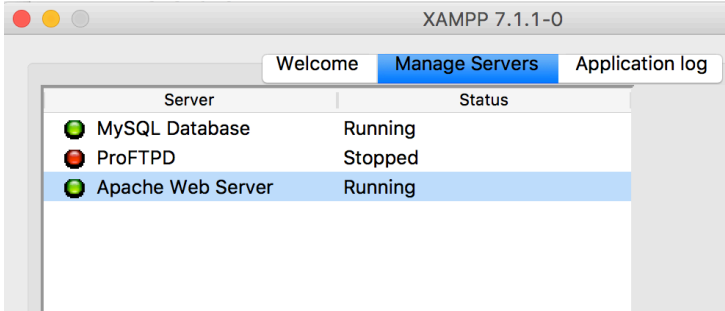 XAMPP 7.1.1-0
Welcome Manage Servers Application log
Server Status
MySQL Database Running
ProFTPD Stopped
Apache Web Server Running